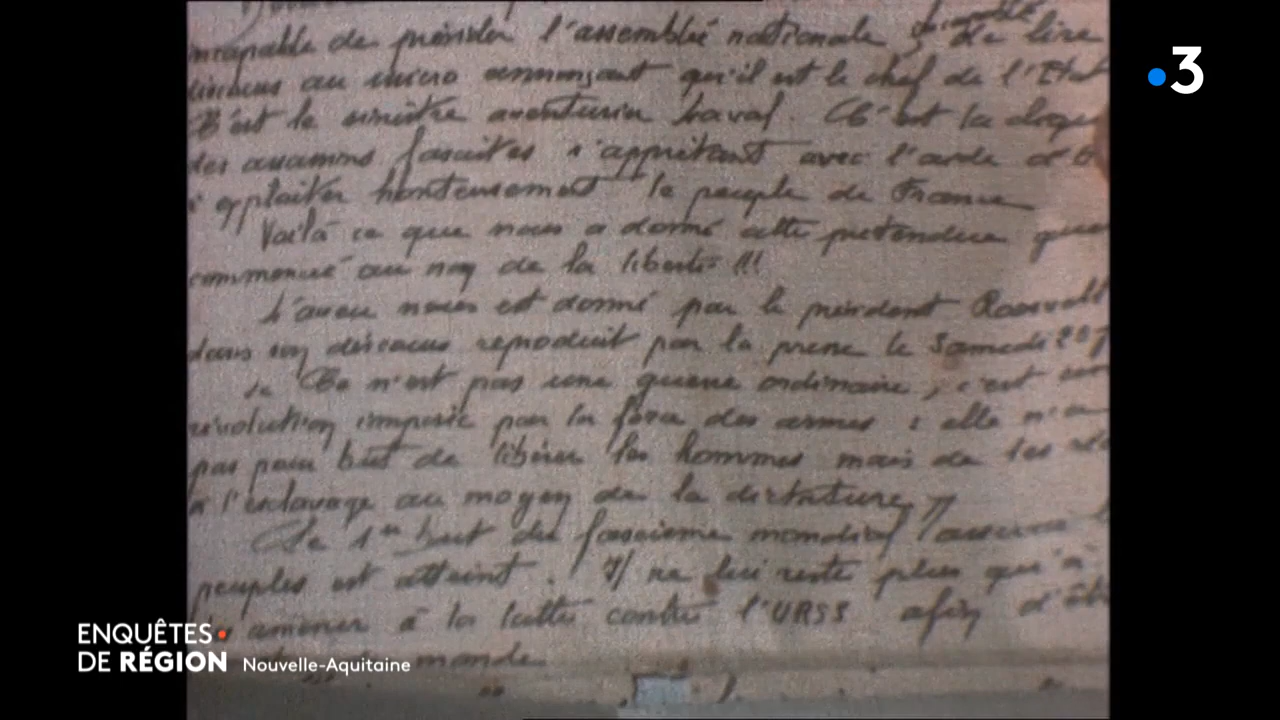 incapable de présider l'assemblée nationale, de lire
discours au micro annonçant qu'il est le chef de l'Etat
C'est le sinistre aventurier Laval. C'est la clique
des assassins fascistes s'apprêtant avec l'aide
exploiter honteusement le peuple de France
Voilà ce que nous a donné cette prétendue
commencé au nom de la liberté !!!
L'aveu nous est donné par le président
dans son discours reproduit par la presse le Samedi
"Ce n'est pas une guerre ordinaire, c'est une
révolution imposée par la force des armes : elle n'a
pas pour but de libérer les hommes mais de les
à l'esclavage au moyen de la dictature"
Le 1er but du fascisme mondial
peuples est atteint. Il ne lui reste plus qu'à
amener à la lutte contre l'URSS afin
monde
3
ENQUÊTES
DE RÉGION Nouvelle-Aquitaine